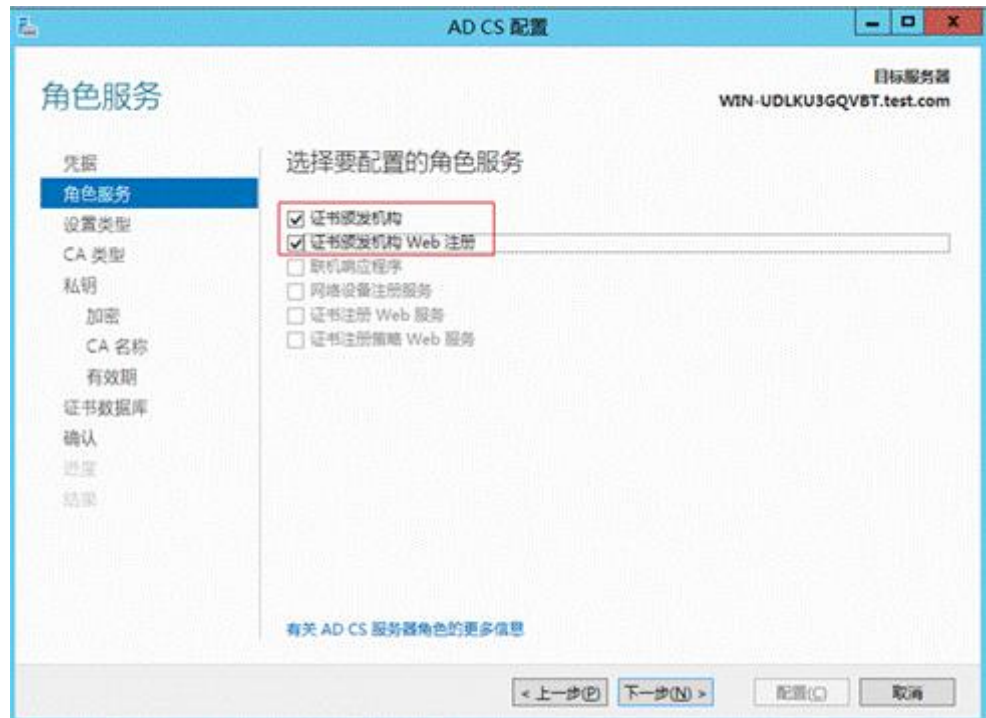 AD CS 配置
角色服务
目标服务器
WIN-UDLKU3GQVBT.test.com
凭据
角色服务
设置类型
CA 类型
私钥
加密
CA 名称
有效期
证书数据库
确认
进度
结果
选择要配置的角色服务
证书颁发机构
证书颁发机构 Web 注册
联机响应程序
网络设备注册服务
证书注册 Web 服务
证书注册策略 Web 服务
有关 AD CS 服务器角色的更多信息
< 上一步(P)
下一步(N) >
配置(C)
取消